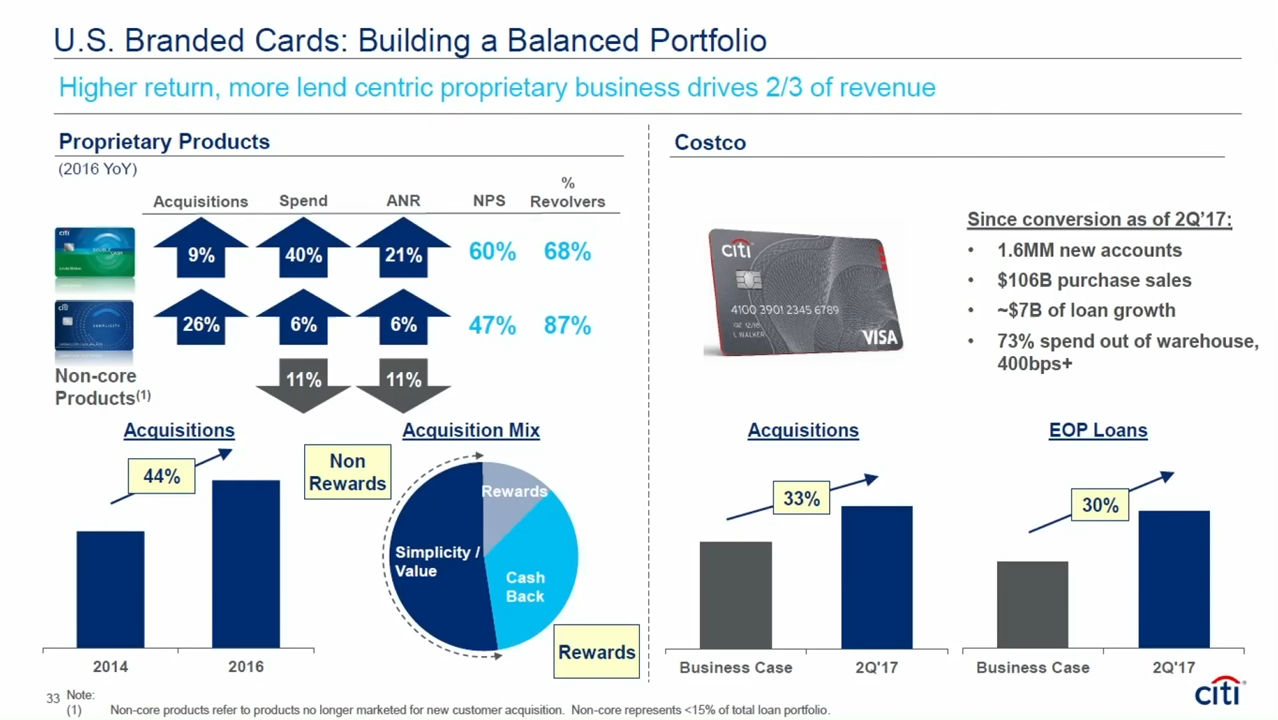 U.S. Branded Cards: Building a Balanced Portfolio
Higher return, more lend centric proprietary business drives 2/3 of revenue
Proprietary Products
(2016 YoY)
Acquisitions Spend ANR NPS % Revolvers
citi
DOUBLE CASH
9% 40% 21% 60% 68%
citi
SIMPLICITY
26% 6% 6% 47% 87%
Non-core
Products(1)
11% 11%
Acquisitions
44%
2014 2016
Acquisition Mix
Non
Rewards
Rewards
Simplicity /
Value
Cash
Back
Rewards
Costco
citi
4100 3901 2345 6789
L WALKER
VISA
Since conversion as of 2Q'17:
• 1.6MM new accounts
• $106B purchase sales
• ~$7B of loan growth
• 73% spend out of warehouse,
400bps+
Acquisitions
33%
Business Case 2Q'17
EOP Loans
30%
Business Case 2Q'17
33 Note:
(1) Non-core products refer to products no longer marketed for new customer acquisition. Non-core represents <15% of total loan portfolio.
citi®